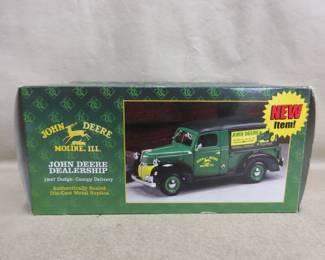 JOHN DEERE
MOLINE, ILL.
JOHN DEERE
DEALERSHIP
1947 Dodge Canopy Delivery
Authentically Scaled
Die-Cast Metal Replica
NEW
Item!
JOHN DEERE